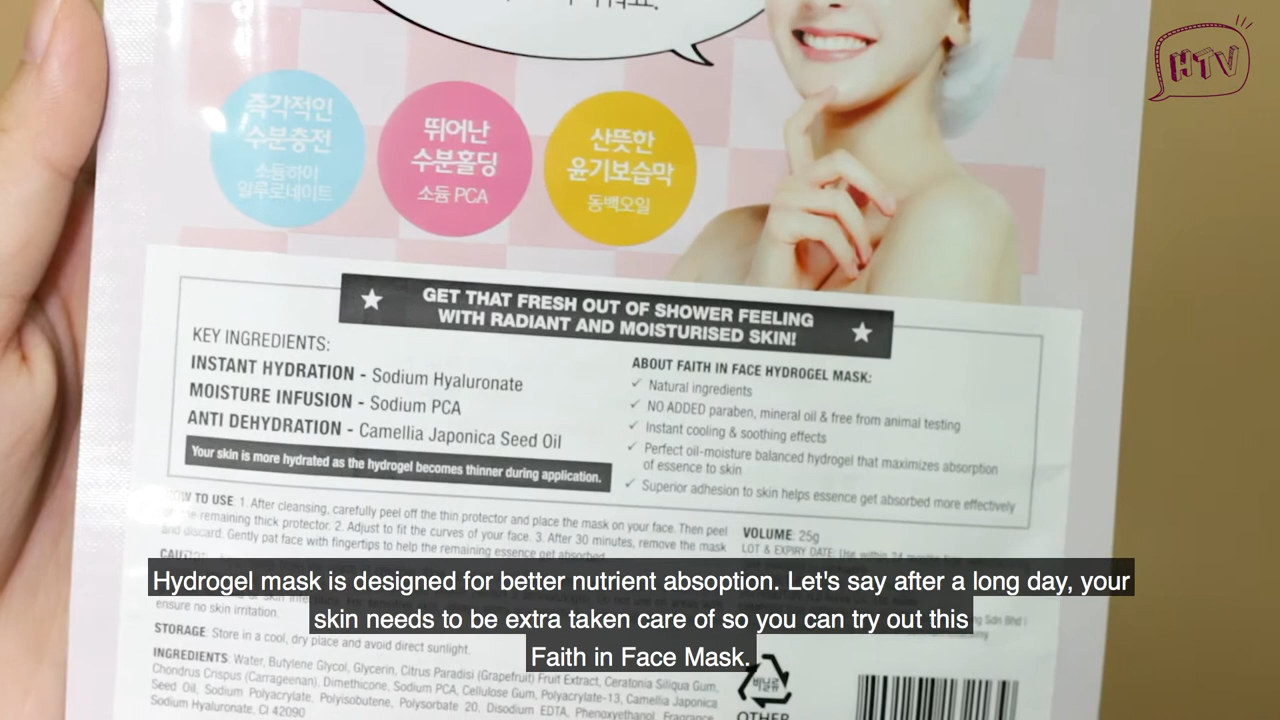 HTV
즉각적인
수분충전
소듐하이
알루로네이트
뛰어난
수분홀딩
소듐 PCA
산뜻한
윤기보습막
동백오일
GET THAT FRESH OUT OF SHOWER FEELING
WITH RADIANT AND MOISTURISED SKIN!
KEY INGREDIENTS:
INSTANT HYDRATION - Sodium Hyaluronate
MOISTURE INFUSION - Sodium PCA
ANTI DEHYDRATION - Camellia Japonica Seed Oil
Your skin is more hydrated as the hydrogel becomes thinner during application.
ABOUT FAITH IN FACE HYDROGEL MASK:
✓ Natural ingredients
✓ NO ADDED paraben, mineral oil & free from animal testing
✓ Instant cooling & soothing effects
✓ Perfect oil-moisture balanced hydrogel that maximizes absorption
of essence to skin
✓ Superior adhesion to skin helps essence get absorbed more effectively
TO USE: 1. After cleansing, carefully peel off the thin protector and place the mask on your face. Then peel
remaining thick protector. 2. Adjust to fit the curves of your face. 3. After 30 minutes, remove the mask
and discard. Gently pat face with fingertips to help the remaining essence get absorbed
VOLUME: 25g
LOT & EXPIRY DATE: Use within 24 months
Hydrogel mask is designed for better nutrient absoption. Let's say after a long day, your
skin needs to be extra taken care of so you can try out this
Faith in Face Mask.
ensure no skin irritation.
Sdn Bhd
STORAGE: Store in a cool, dry place and avoid direct sunlight.
INGREDIENTS: Water, Butylene Glycol, Glycerin, Citrus Paradisi (Grapefruit) Fruit Extract, Ceratonia Siliqua Gum,
Chondrus Crispus (Carrageenan), Dimethicone, Sodium PCA, Cellulose Gum, Polyacrylate-13, Camellia Japonica
Seed Oil, Sodium Polyacrylate, Polyisobutene, Polysorbate 20, Disodium EDTA, Phenoxyethanol, Fragrance,
Sodium Hyaluronate, CI 42090
비닐류
OTHER